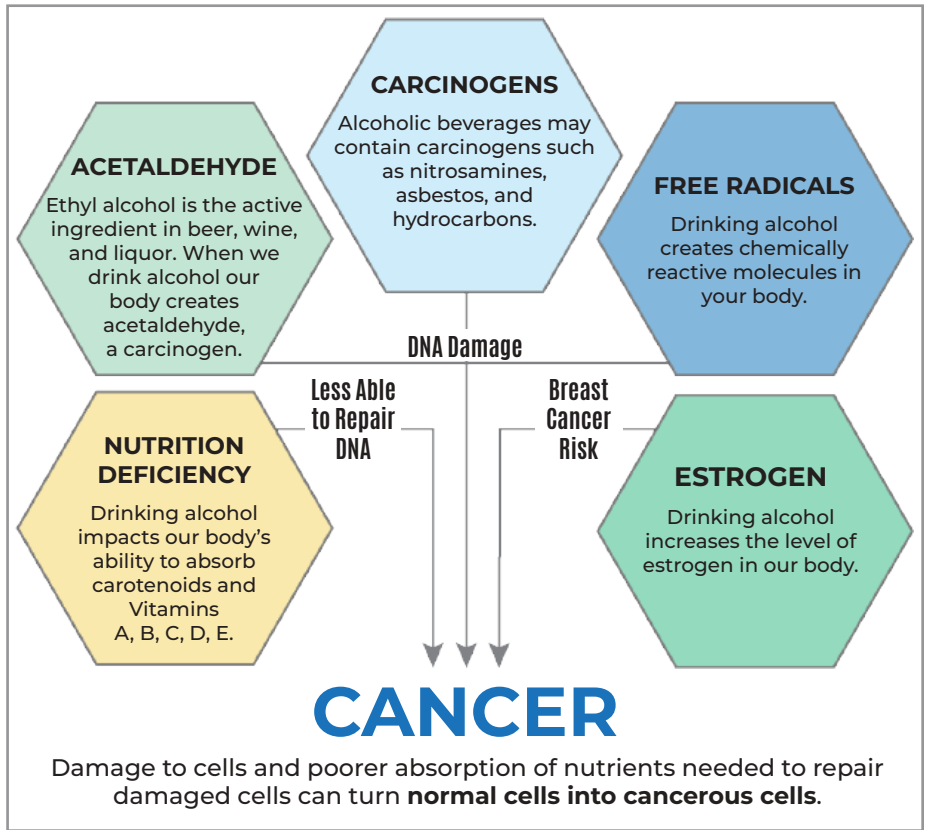 CARCINOGENS
Alcoholic beverages may
contain carcinogens such
as nitrosamines,
asbestos, and
hydrocarbons.
ACETALDEHYDE
Ethyl alcohol is the active
ingredient in beer, wine,
and liquor. When we
drink alcohol our
body creates
acetaldehyde,
a carcinogen.
FREE RADICALS
Drinking alcohol
creates chemically
reactive molecules in
your body.
DNA Damage
Less Able
to Repair
DNA
Breast
Cancer
Risk
NUTRITION
DEFICIENCY
Drinking alcohol
impacts our body’s
ability to absorb
carotenoids and
Vitamins
A, B, C, D, E.
ESTROGEN
Drinking alcohol
increases the level of
estrogen in our body.
CANCER
Damage to cells and poorer absorption of nutrients needed to repair
damaged cells can turn normal cells into cancerous cells.